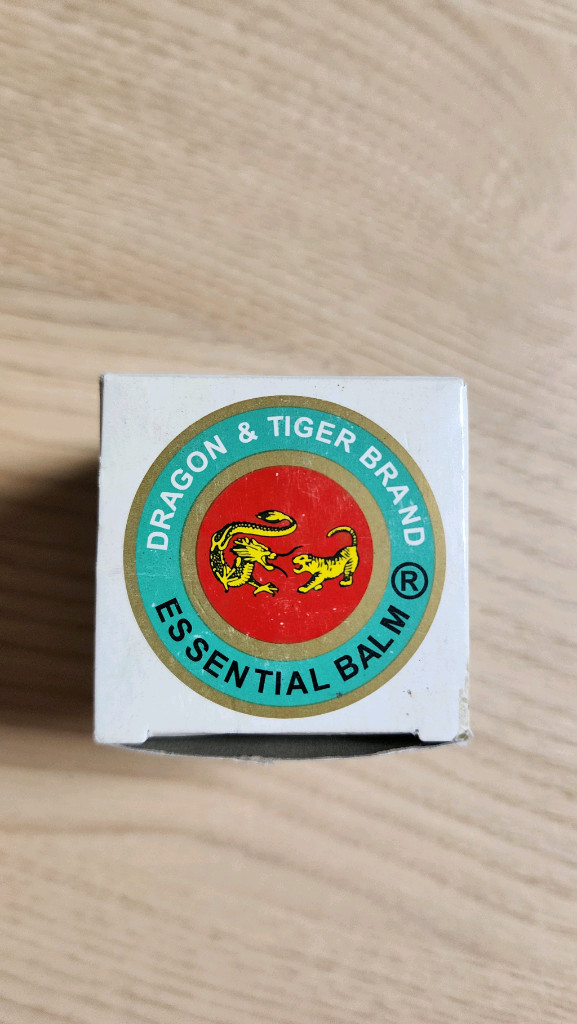 DRAGON & TIGER BRAND
ESSENTIAL BALM ®